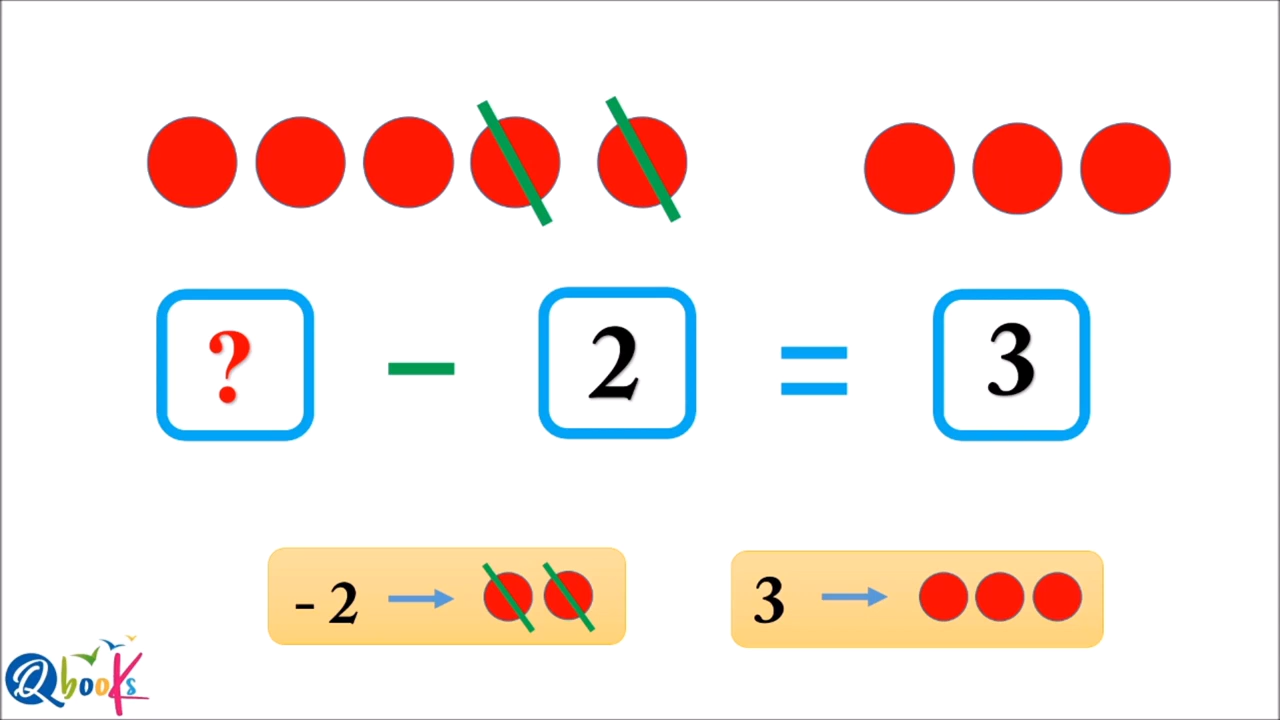 ? – 2 = 3
- 2 → 
3 →
Qbooks